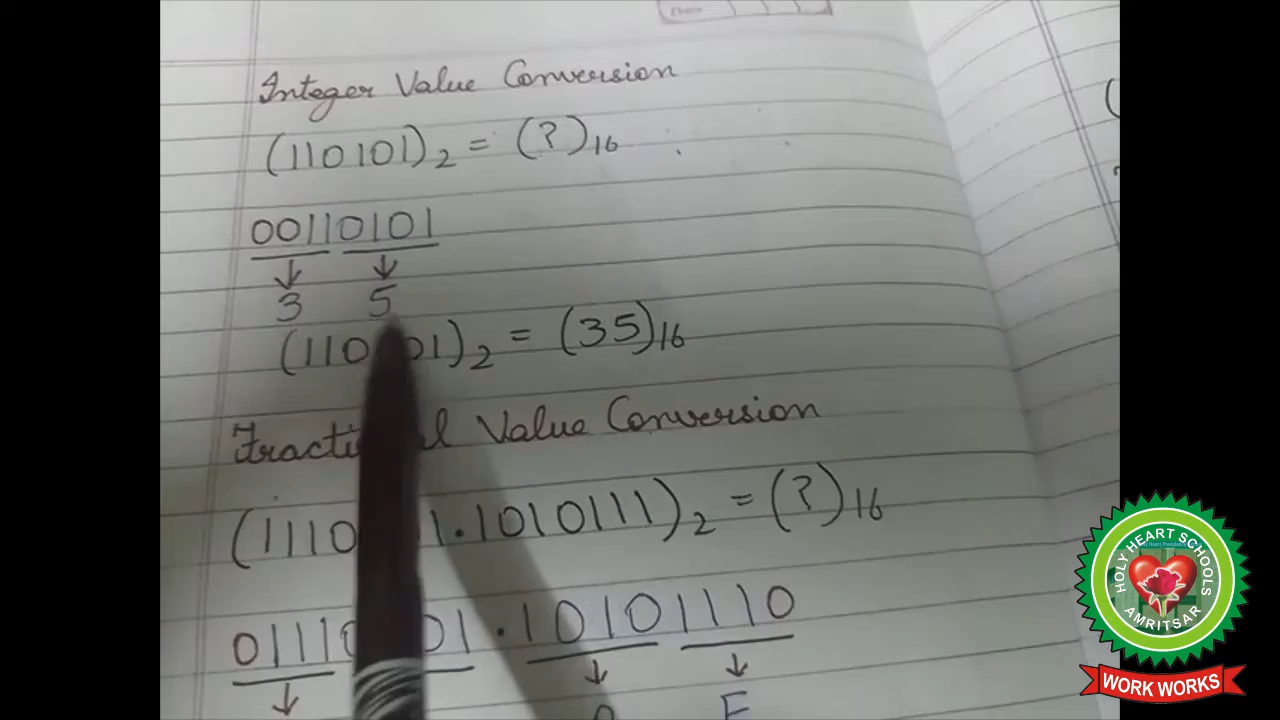 Integer Value Conversion
(110101)2 = (?)16
00110101
3 5
(110 01)2 = (35)16
Value Conversion
(1110 1.1010111)2 = (?)16
0111 01.10101110
E
HOLY HEART SCHOOLS
AMRITSAR
WORK WORKS